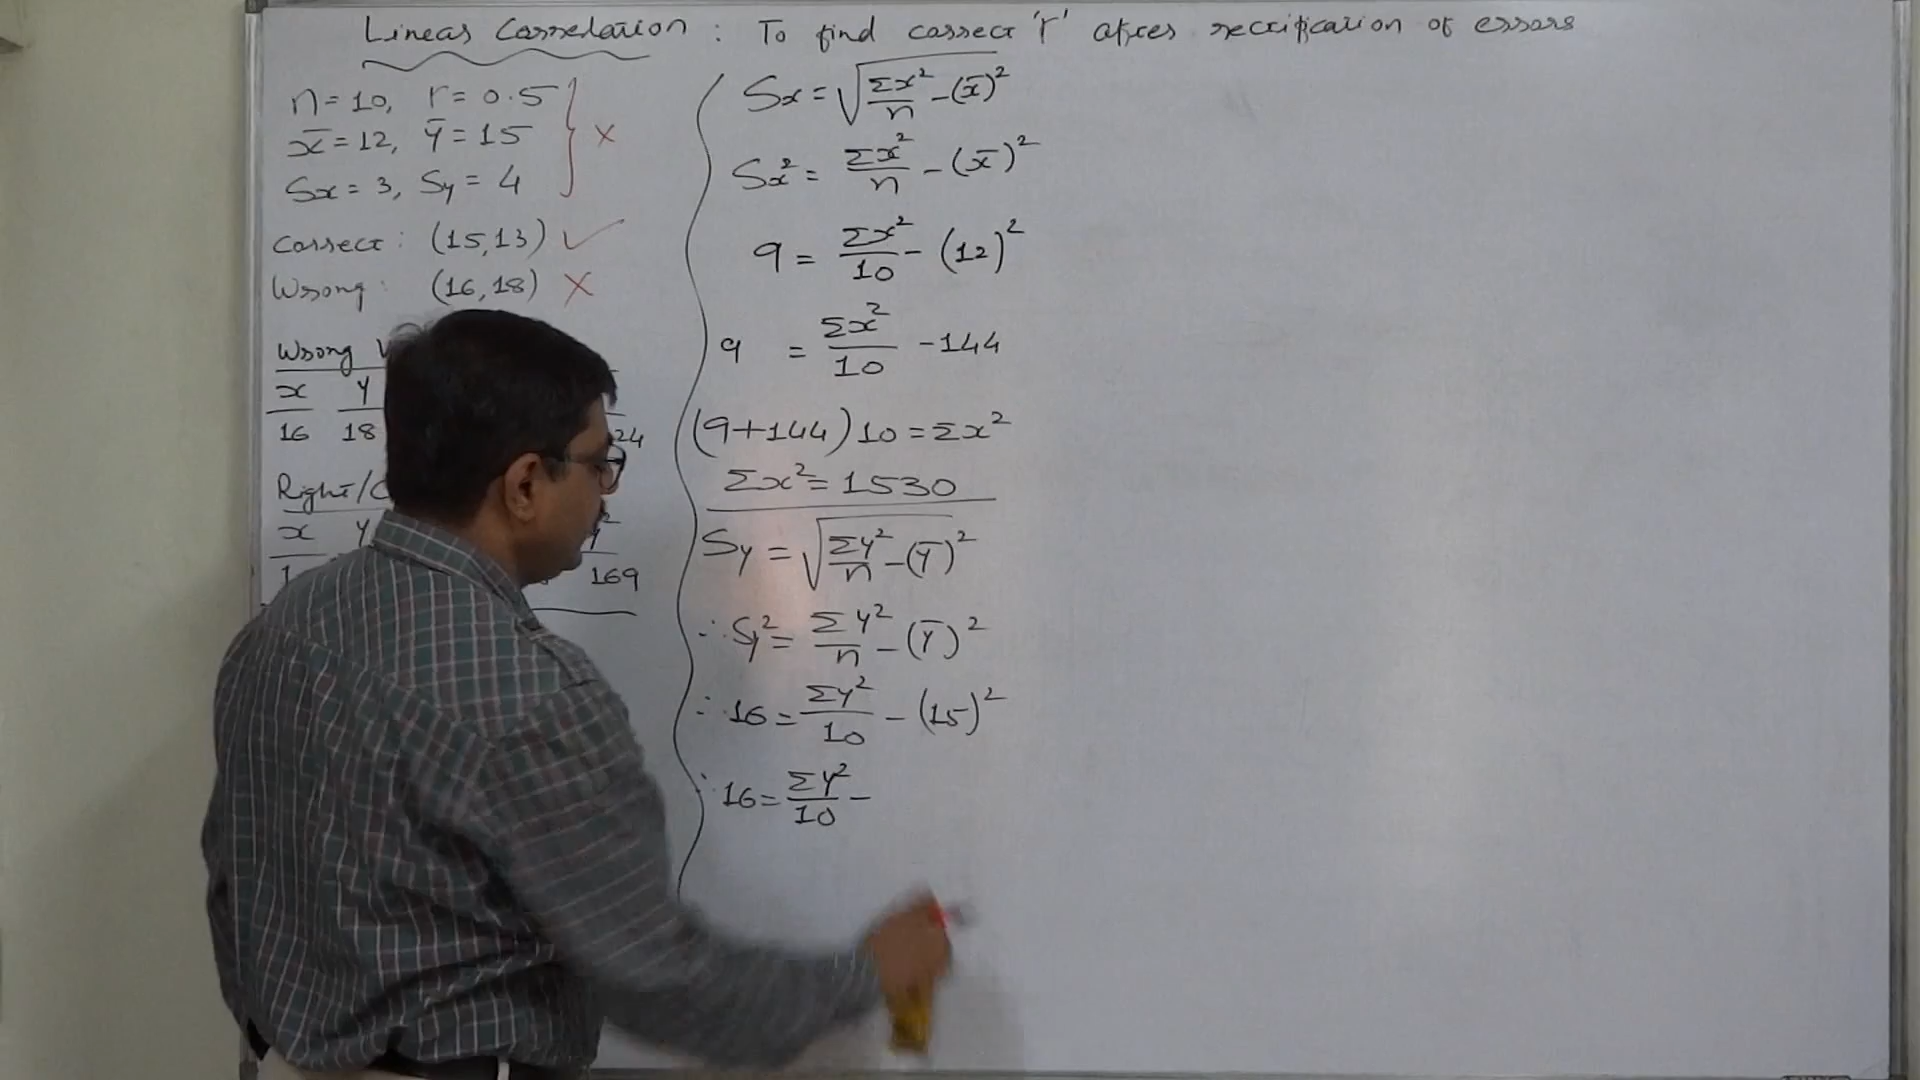 Linear Correlation : To find correct 'r' after rectification of errors
n = 10, r = 0.5
x̄ = 12, ȳ = 15
Sx = 3, Sy = 4
Correct : (15,13) ✓
Wrong : (16,18) ×
Wrong
x y
16 18 24
Right/C
x y y²
1 169
Sx = √(Σx²/n - (x̄)²)
Sx² = Σx²/n - (x̄)²
9 = Σx²/10 - (12)²
9 = Σx²/10 - 144
(9+144)10 = Σx²
Σx² = 1530
Sy = √(Σy²/n - (ȳ)²)
∴ Sy² = Σy²/n - (ȳ)²
∴ 16 = Σy²/10 - (15)²
∴ 16 = Σy²/10 -